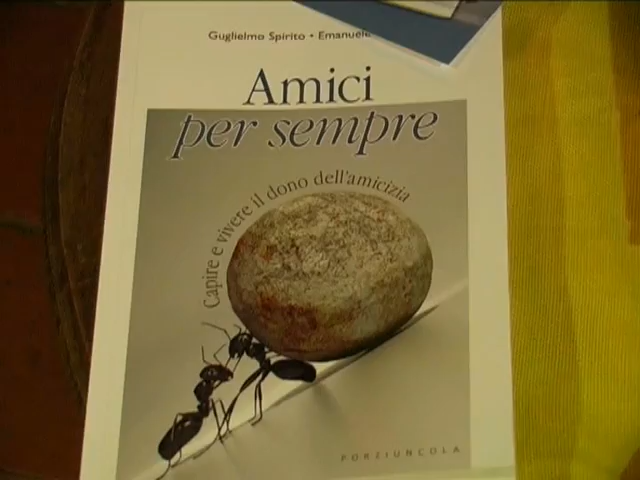 Guglielmo Spirito • Emanuele
Amici
per sempre
Capire e vivere il dono dell'amicizia
PORZIUNCOLA